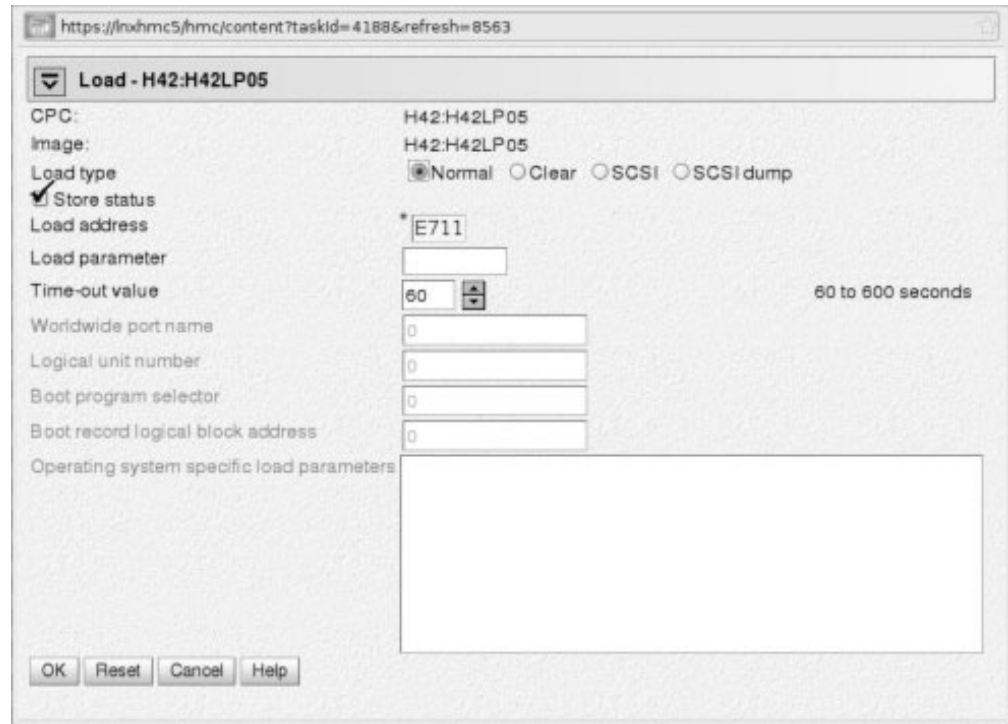 https://lnxhmc5/hmc/content?taskId=4188&refresh=8563
Load - H42:H42LP05
CPC: H42:H42LP05
Image: H42:H42LP05
Load type Normal Clear SCSI SCSI dump
Store status
Load address * E711
Load parameter
Time-out value 60 60 to 600 seconds
Worldwide port name 0
Logical unit number 0
Boot program selector 0
Boot record logical block address 0
Operating system specific load parameters
OK Reset Cancel Help